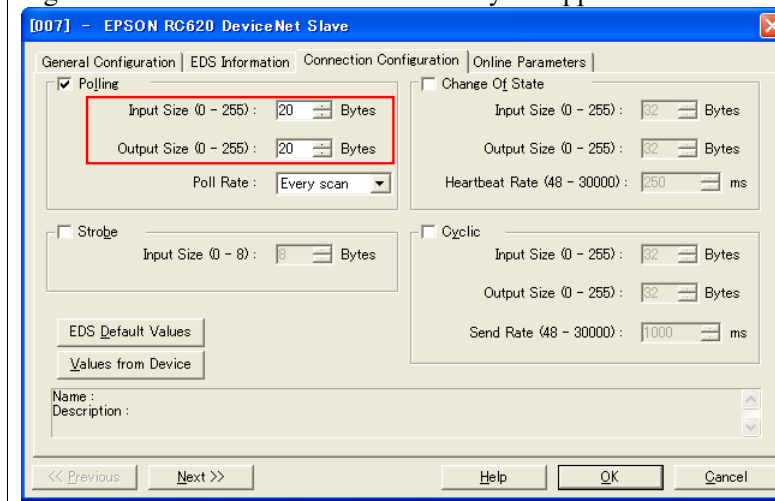 [007] - EPSON RC620 DeviceNet Slave
General Configuration EDS Information Connection Configuration Online Parameters
Polling
Input Size (0 - 255) : 20 Bytes
Output Size (0 - 255) : 20 Bytes
Poll Rate : Every scan
Change Of State
Input Size (0 - 255) : 32 Bytes
Output Size (0 - 255) : 32 Bytes
Heartbeat Rate (48 - 30000) : 250 ms
Strobe
Input Size (0 - 8) : 8 Bytes
Cyclic
Input Size (0 - 255) : 32 Bytes
Output Size (0 - 255) : 32 Bytes
Send Rate (48 - 30000) : 1000 ms
EDS Default Values
Values from Device
Name :
Description :
<< Previous Next >> Help OK Cancel